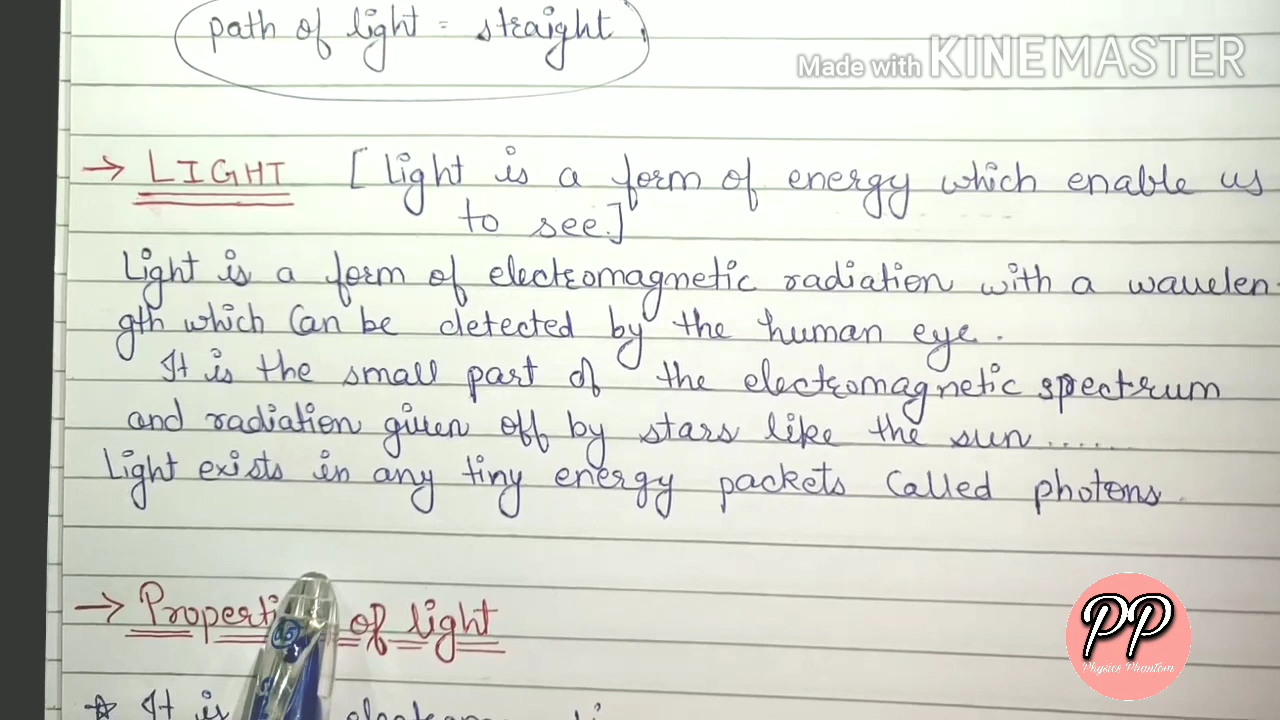 path of light = straight.
Made with KINEMASTER
→ LIGHT [light is a form of energy which enable us
to see.]
Light is a form of electromagnetic radiation with a wavelen-
gth which can be detected by the human eye.
It is the small part of the electromagnetic spectrum
and radiation given off by stars like the sun.....
Light exists in any tiny energy packets called photons.
→ Properti of light
☆ It is
PP
Physics Phantom